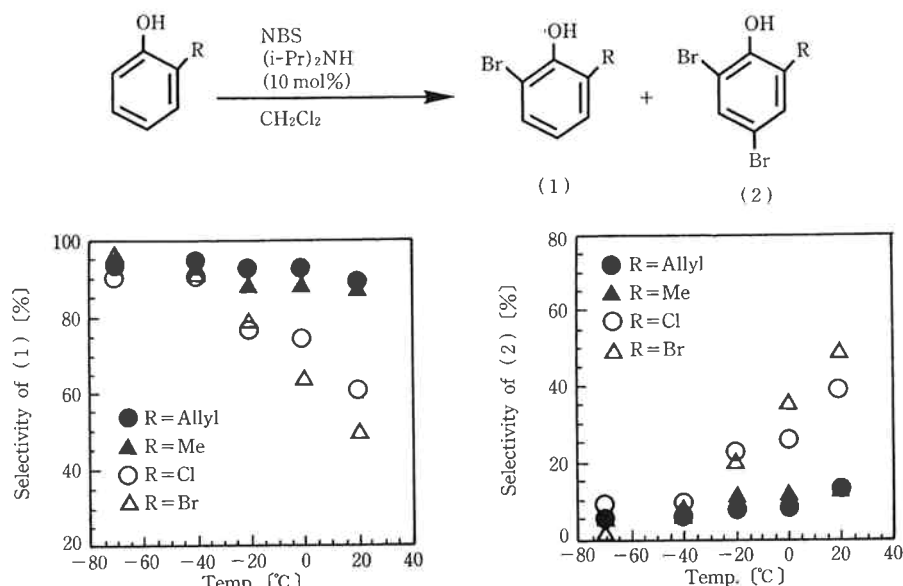 OH
R
NBS
(i-Pr)₂NH
(10 mol%)
CH₂Cl₂
OH
Br
R
+
OH
Br
R
Br
(1)
(2)
Selectivity of (1) [%]
100
80
60
40
20
● R=Allyl
▲ R=Me
○ R=Cl
△ R=Br
-80 -60 -40 -20 0 20 40
Temp. [℃]
Selectivity of (2) [%]
80
60
40
20
0
● R=Allyl
▲ R=Me
○ R=Cl
△ R=Br
-80 -60 -40 -20 0 20 40
Temp. [℃]